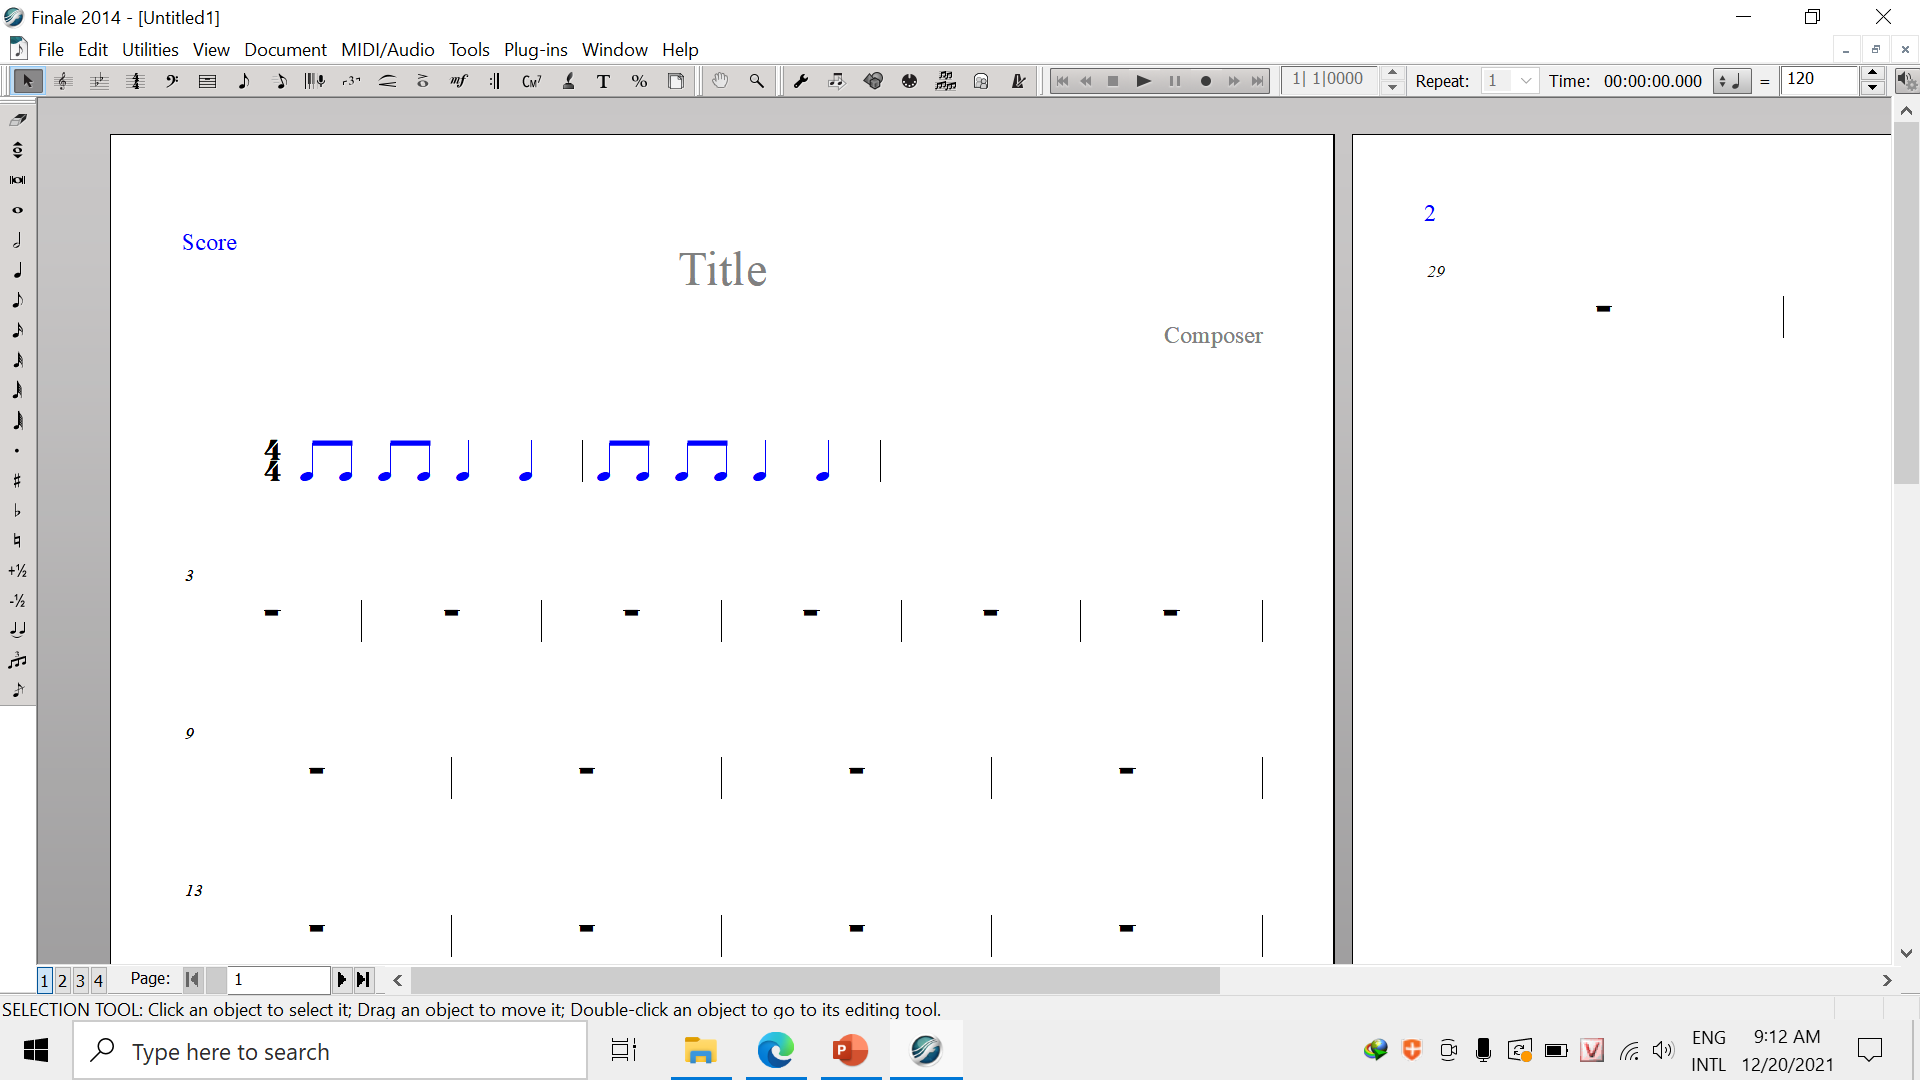 Finale 2014 - [Untitled1]
File Edit Utilities View Document MIDI/Audio Tools Plug-ins Window Help
1| 1|0000 Repeat: 1 Time: 00:00:00.000 = 120
Score
Title
Composer
2
29
4
4
3
9
13
1 2 3 4 Page: 1
SELECTION TOOL: Click an object to select it; Drag an object to move it; Double-click an object to go to its editing tool.
Type here to search
ENG
INTL
9:12 AM
12/20/2021